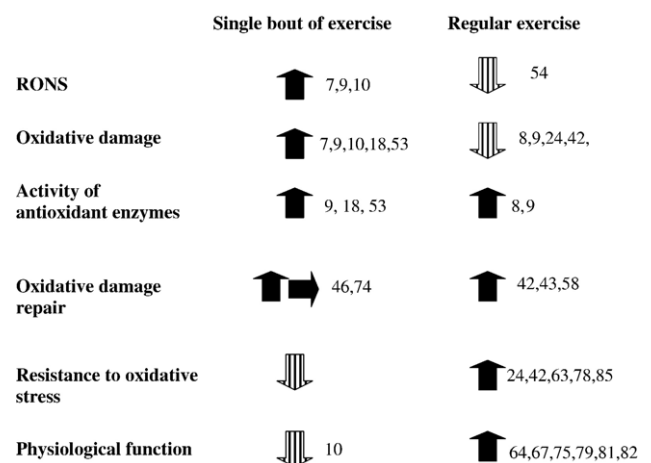 Single bout of exercise Regular exercise
RONS 7,9,10 54
Oxidative damage 7,9,10,18,53 8,9,24,42,
Activity of
antioxidant enzymes 9, 18, 53 8,9
Oxidative damage
repair 46,74 42,43,58
Resistance to oxidative
stress 24,42,63,78,85
Physiological function 10 64,67,75,79,81,82